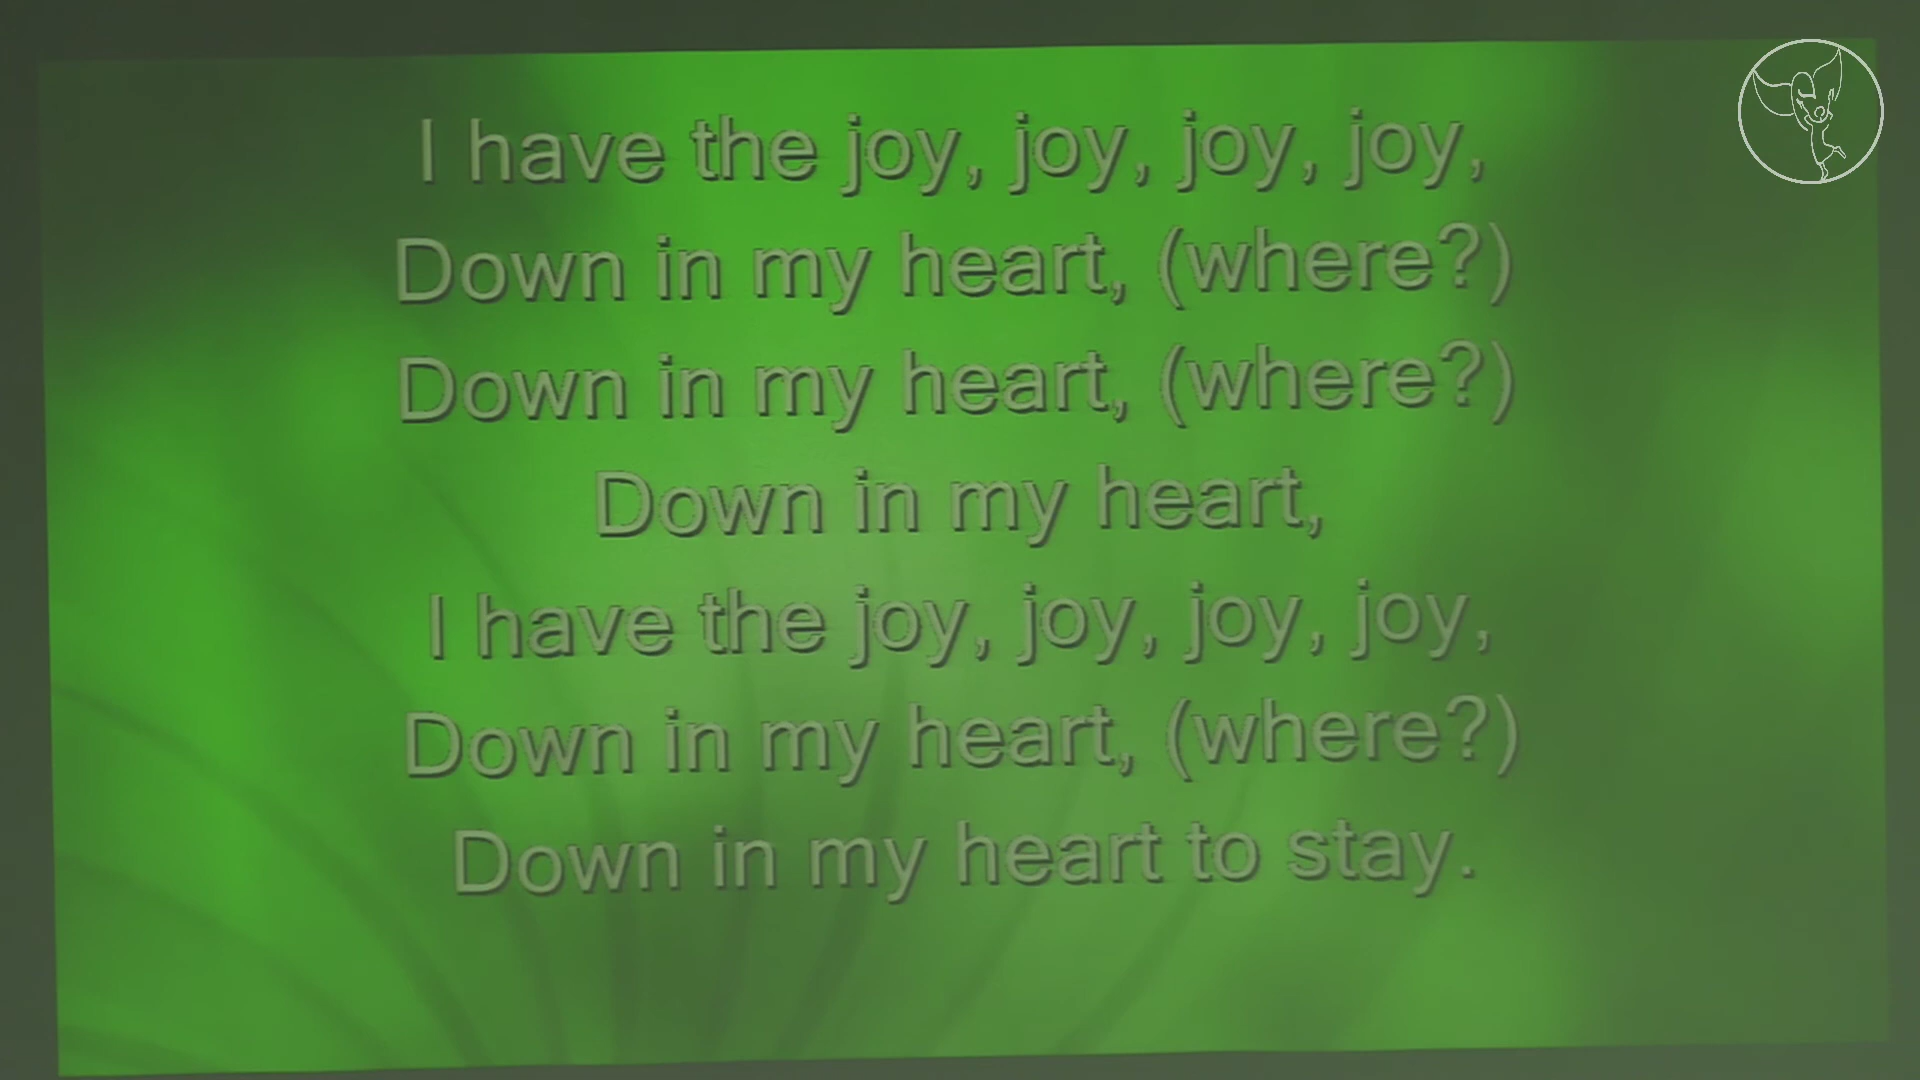 I have the joy, joy, joy, joy,
Down in my heart, (where?)
Down in my heart, (where?)
Down in my heart,
I have the joy, joy, joy, joy,
Down in my heart, (where?)
Down in my heart to stay.